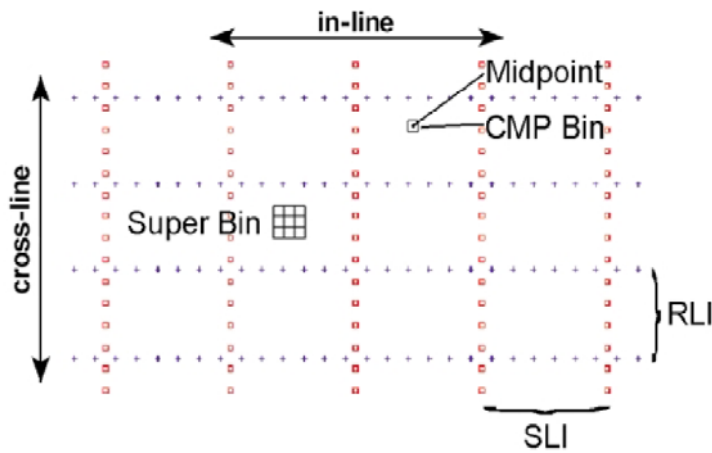 in-line
Midpoint
CMP Bin
cross-line
Super Bin
RLI
SLI